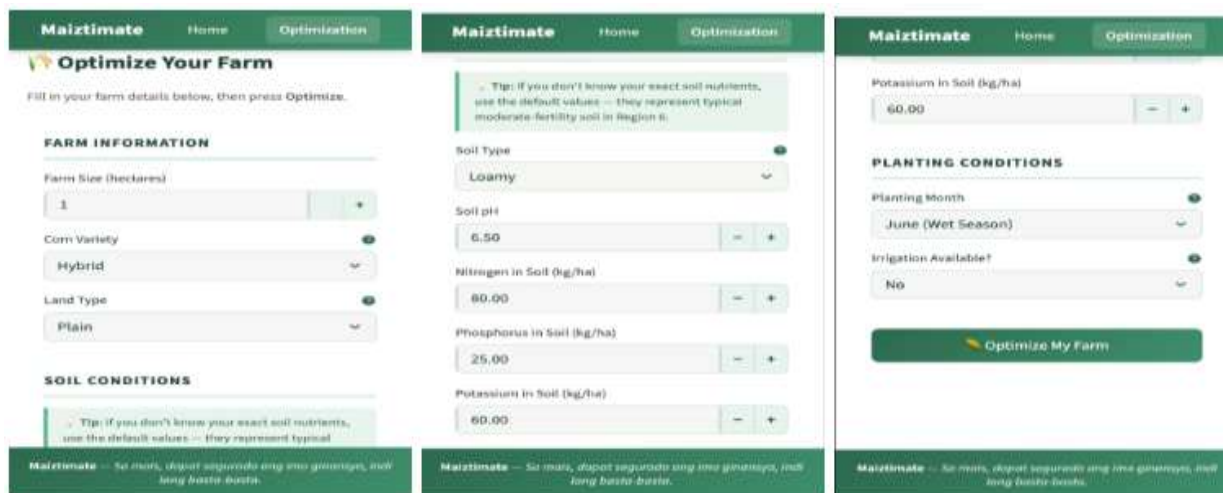 Maiztimate Home Optimization
Optimize Your Farm
Fill in your farm details below, then press Optimize.
FARM INFORMATION
Farm Size (hectares)
1 +
Corn Variety
Hybrid
Land Type
Plain
SOIL CONDITIONS
Tip: If you don't know your exact soil nutrients,
use the default values — they represent typical
Maiztimate — Sa mais, dapat segurado ang imo ginansya, indi
lang basta-basta.
Maiztimate Home Optimization
Tip: If you don't know your exact soil nutrients,
use the default values — they represent typical
moderate-fertility soil in Region 6.
Soil Type
Loamy
Soil pH
6.50 − +
Nitrogen in Soil (kg/ha)
80.00 − +
Phosphorus in Soil (kg/ha)
25.00 − +
Potassium in Soil (kg/ha)
60.00 − +
Maiztimate — Sa mais, dapat segurado ang imo ginansya, indi
lang basta-basta.
Maiztimate Home Optimization
Potassium in Soil (kg/ha)
60.00 − +
PLANTING CONDITIONS
Planting Month
June (Wet Season)
Irrigation Available?
No
Optimize My Farm
Maiztimate — Sa mais, dapat segurado ang imo ginansya, indi
lang basta-basta.